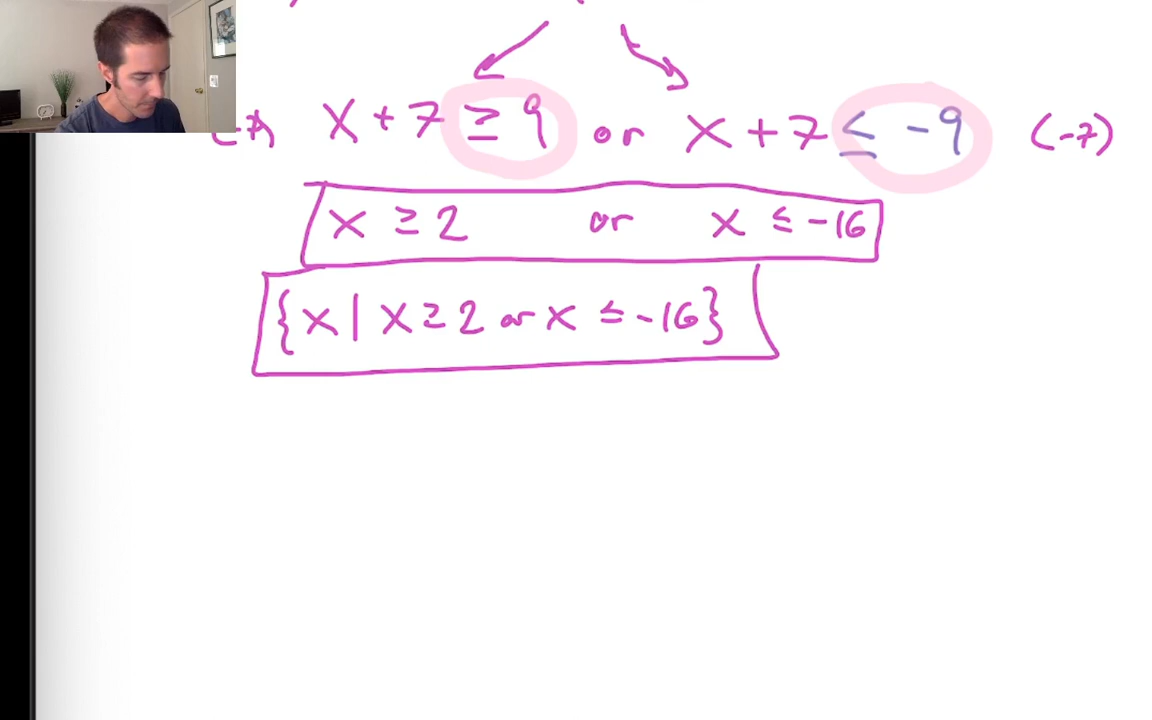 x + 7 ≥ 9 or x + 7 ≤ -9 (-7)
x ≥ 2 or x ≤ -16
{x | x ≥ 2 or x ≤ -16}